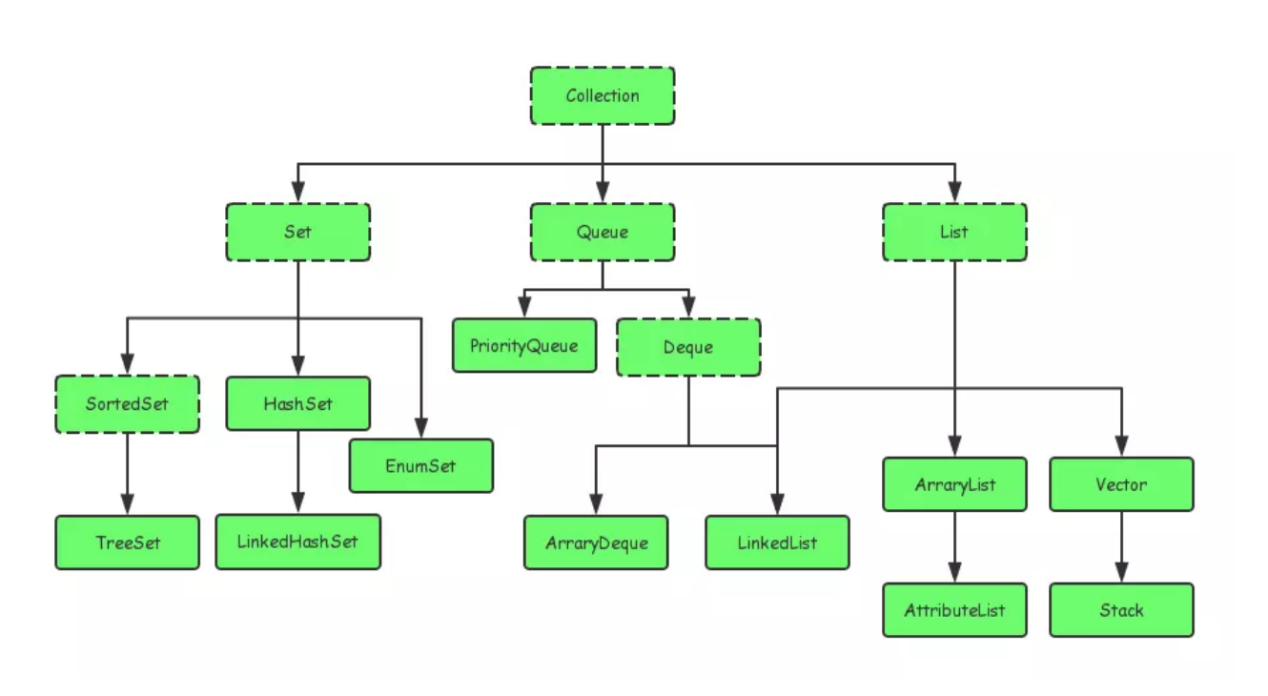 Collection
Set
Queue
List
PriorityQueue
Deque
SortedSet
HashSet
EnumSet
ArraryList
Vector
TreeSet
LinkedHashSet
ArraryDeque
LinkedList
AttributeList
Stack